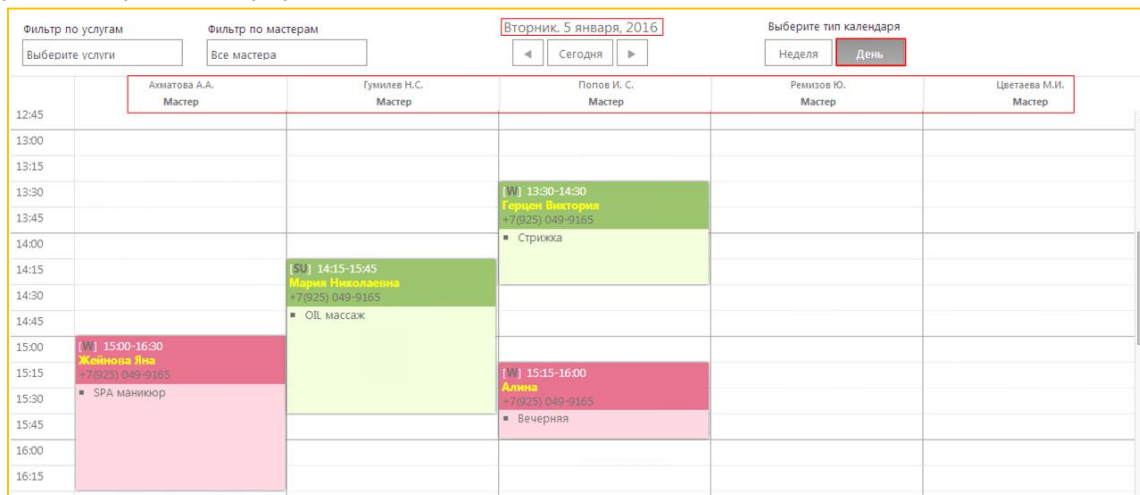 Фильтр по услугам
Фильтр по мастерам
Вторник. 5 января, 2016
Выберите тип календаря
Выберите услуги
Все мастера
Сегодня
Неделя
День
Ахматова А.А.
Гумилев Н.С.
Попов И. С.
Ремизов Ю.
Цветаева М.И.
Мастер
Мастер
Мастер
Мастер
Мастер
12:45
13:00
13:15
13:30
[W] 13:30-14:30
Герцен Виктория
13:45
+7(925) 049-9165
14:00
▪ Стрижка
14:15
[SU] 14:15-15:45
Мария Николаевна
14:30
+7(925) 049-9165
14:45
▪ OIL массаж
15:00
[W] 15:00-16:30
Жейнова Яна
15:15
+7(925) 049-9165
[W] 15:15-16:00
Алина
15:30
▪ SPA маникюр
+7(925) 049-9165
15:45
▪ Вечерняя
16:00
16:15